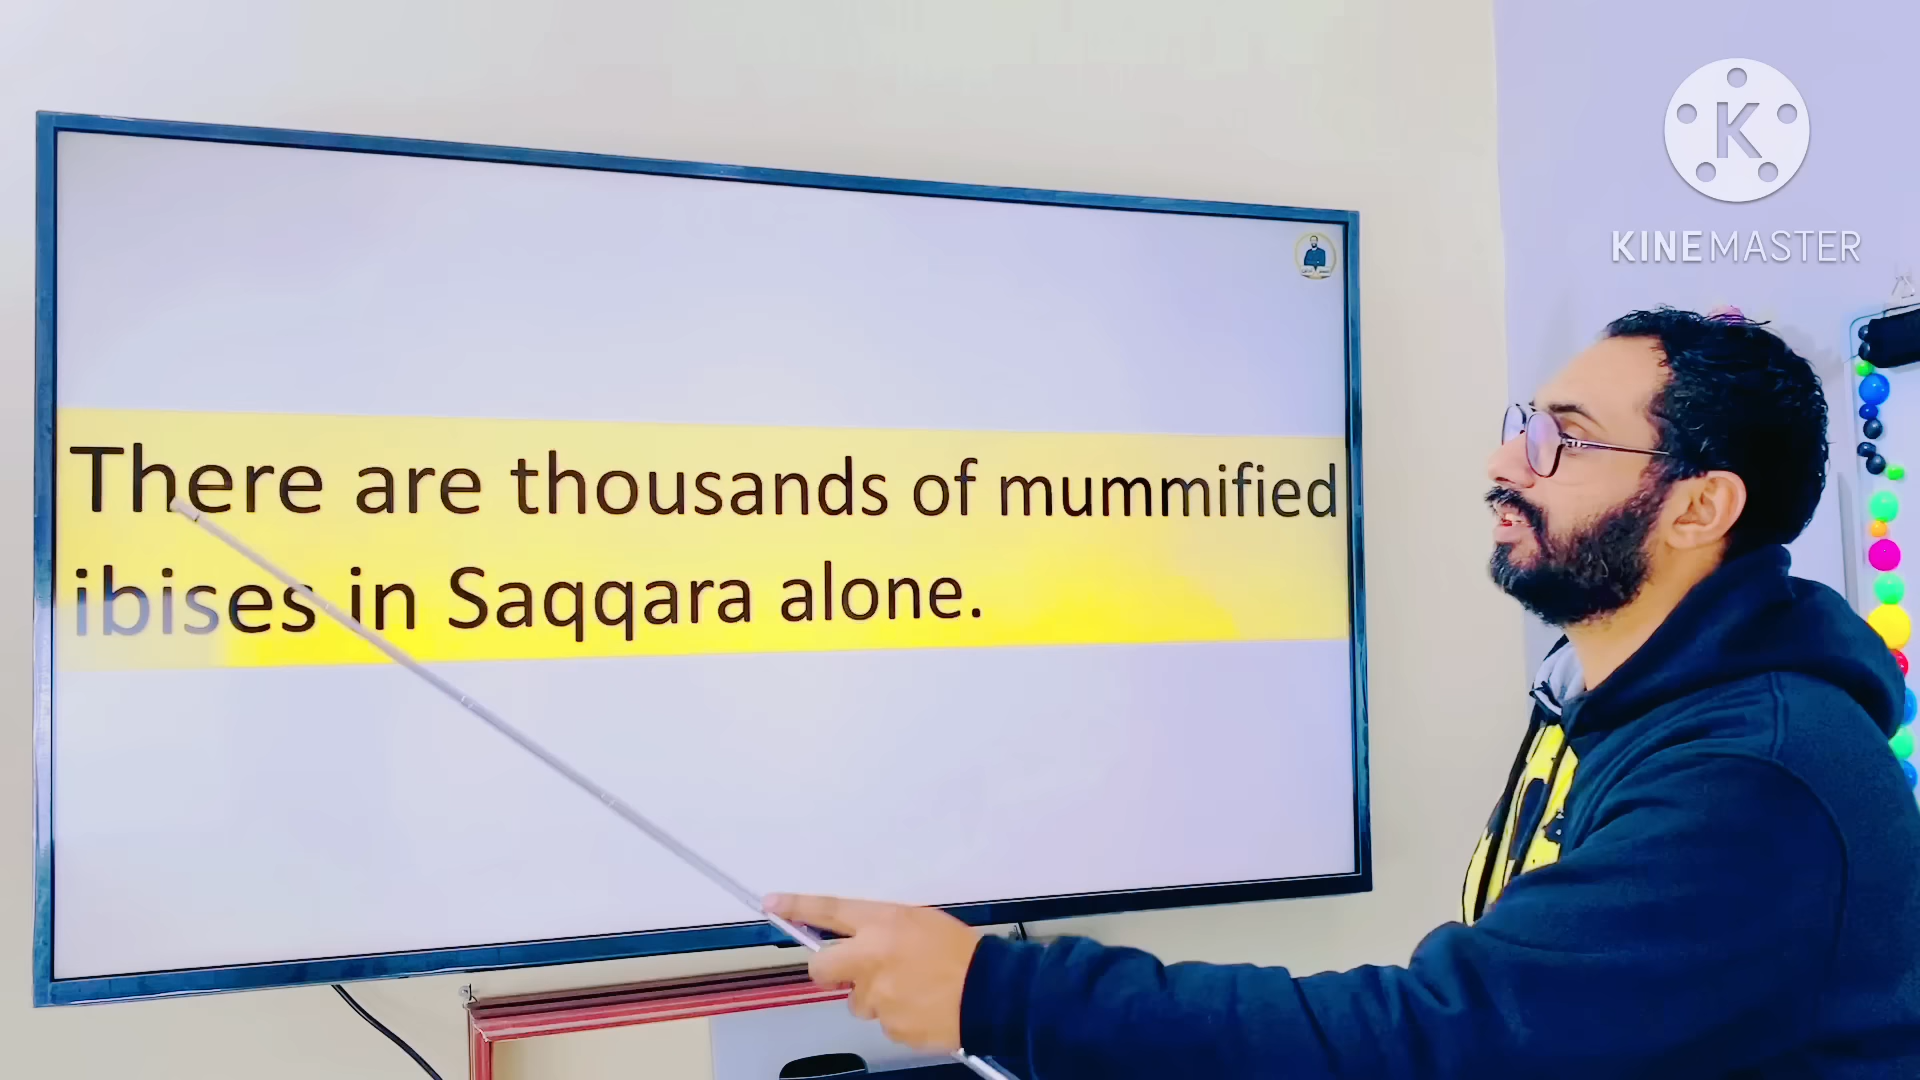 There are thousands of mummified
ibises in Saqqara alone.
K
KINEMASTER